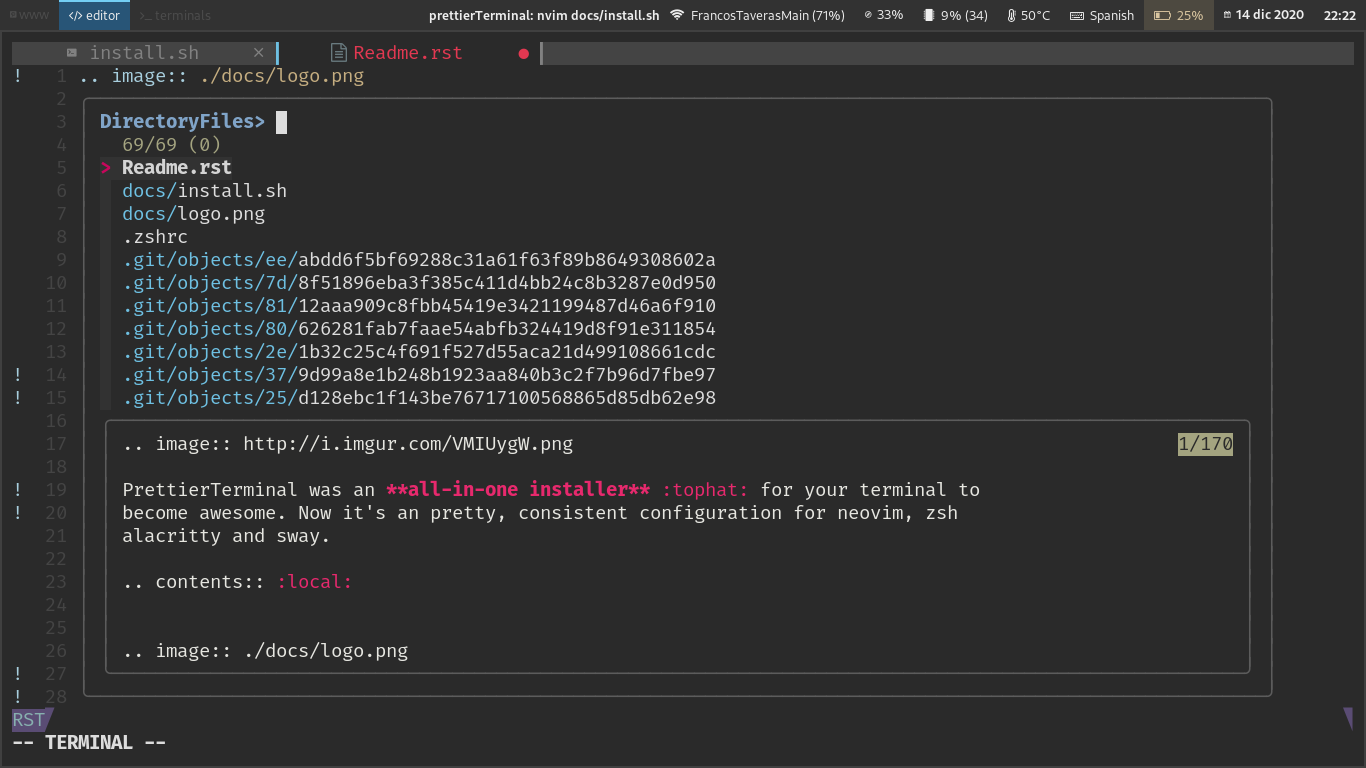 www editor terminals prettierTerminal: nvim docs/install.sh FrancosTaverasMain (71%) 33% 9% (34) 50°C Spanish 25% 14 dic 2020 22:22
install.sh × Readme.rst
! 1 .. image:: ./docs/logo.png
2
3 DirectoryFiles>
4 69/69 (0)
5 > Readme.rst
6 docs/install.sh
7 docs/logo.png
8 .zshrc
9 .git/objects/ee/abdd6f5bf69288c31a61f63f89b8649308602a
10 .git/objects/7d/8f51896eba3f385c411d4bb24c8b3287e0d950
11 .git/objects/81/12aaa909c8fbb45419e3421199487d46a6f910
12 .git/objects/80/626281fab7faae54abfb324419d8f91e311854
13 .git/objects/2e/1b32c25c4f691f527d55aca21d499108661cdc
! 14 .git/objects/37/9d99a8e1b248b1923aa840b3c2f7b96d7fbe97
! 15 .git/objects/25/d128ebc1f143be76717100568865d85db62e98
16
17 .. image:: http://i.imgur.com/VMIUygW.png 1/170
18
! 19 PrettierTerminal was an **all-in-one installer** :tophat: for your terminal to
! 20 become awesome. Now it's an pretty, consistent configuration for neovim, zsh
21 alacritty and sway.
22
23 .. contents:: :local:
24
25
26 .. image:: ./docs/logo.png
! 27
! 28
RST
-- TERMINAL --